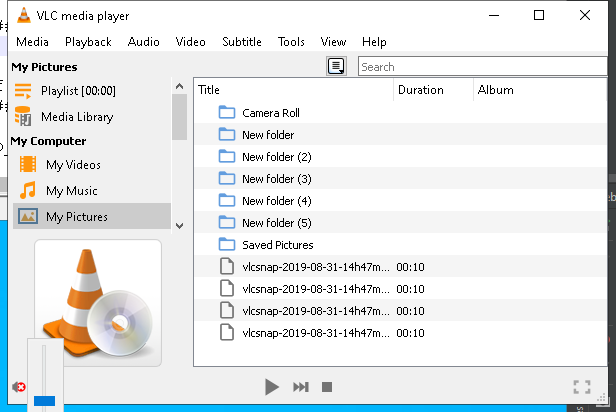 VLC media player
Media Playback Audio Video Subtitle Tools View Help
My Pictures
Search
Playlist [00:00]
Media Library
My Computer
My Videos
My Music
My Pictures
Title Duration Album
Camera Roll
New folder
New folder (2)
New folder (3)
New folder (4)
New folder (5)
Saved Pictures
vlcsnap-2019-08-31-14h47m... 00:10
vlcsnap-2019-08-31-14h47m... 00:10
vlcsnap-2019-08-31-14h47m... 00:10
vlcsnap-2019-08-31-14h47m... 00:10